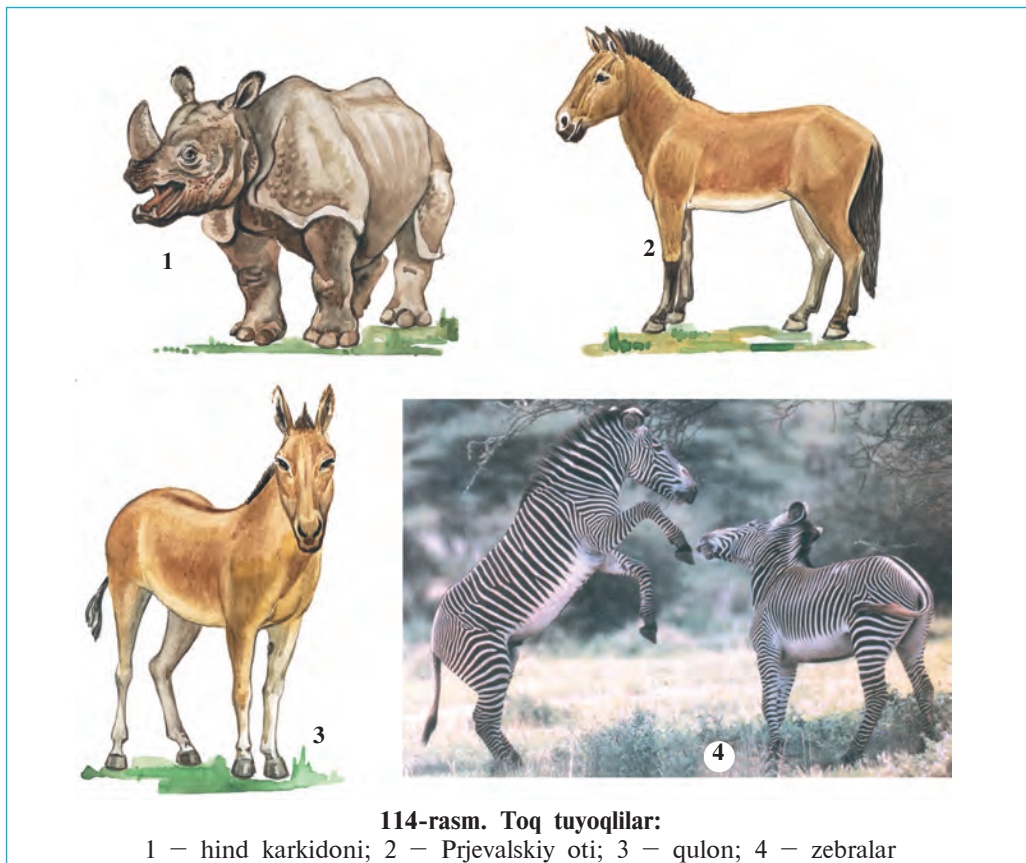 1
2
3
4
114-rasm. Toq tuyoqlilar:
1 — hind karkidoni; 2 — Prjevalskiy oti; 3 — qulon; 4 — zebralar